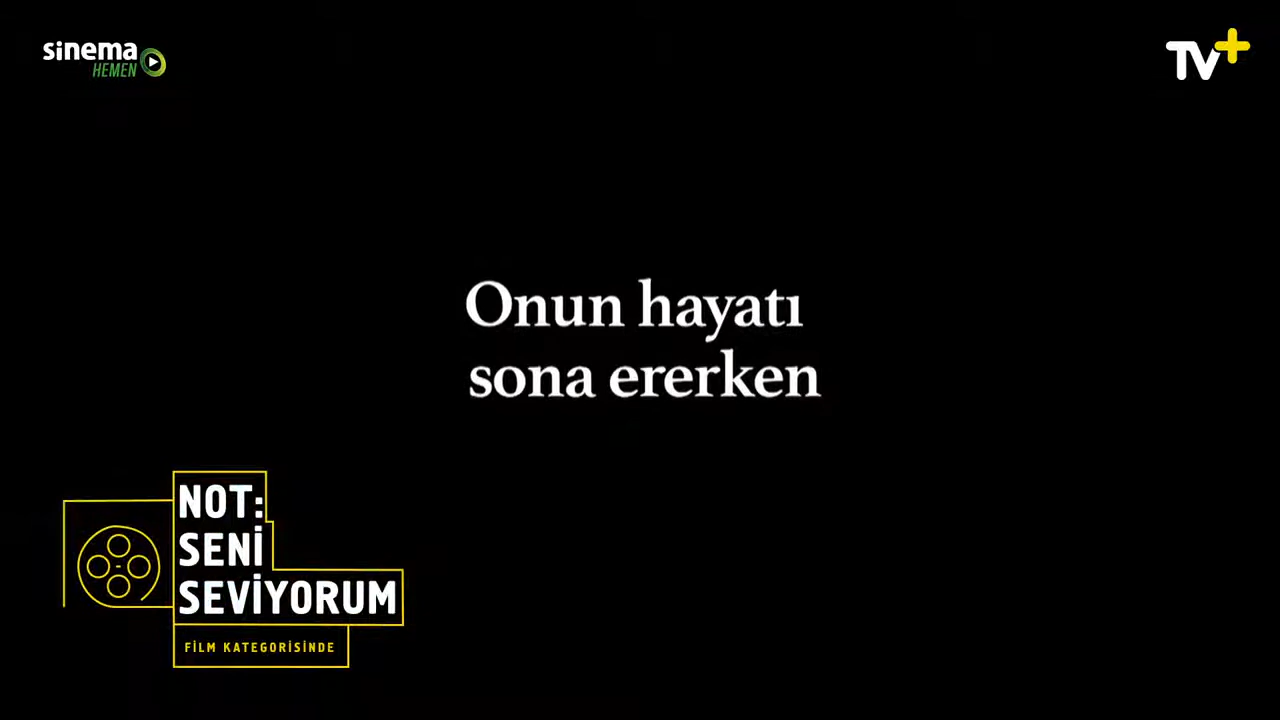 sinema
HEMEN
TV+
Onun hayatı
sona ererken
NOT:
SENİ
SEVİYORUM
FİLM KATEGORİSİNDE